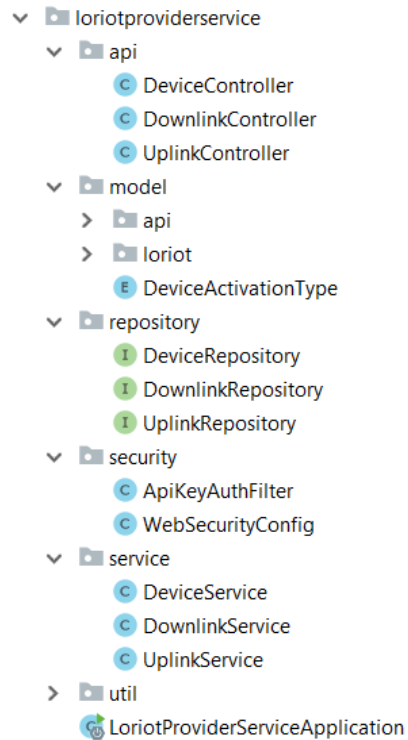 loriotproviderservice
api
C DeviceController
C DownlinkController
C UplinkController
model
api
loriot
E DeviceActivationType
repository
I DeviceRepository
I DownlinkRepository
I UplinkRepository
security
C ApiKeyAuthFilter
C WebSecurityConfig
service
C DeviceService
C DownlinkService
C UplinkService
util
C LoriotProviderServiceApplication